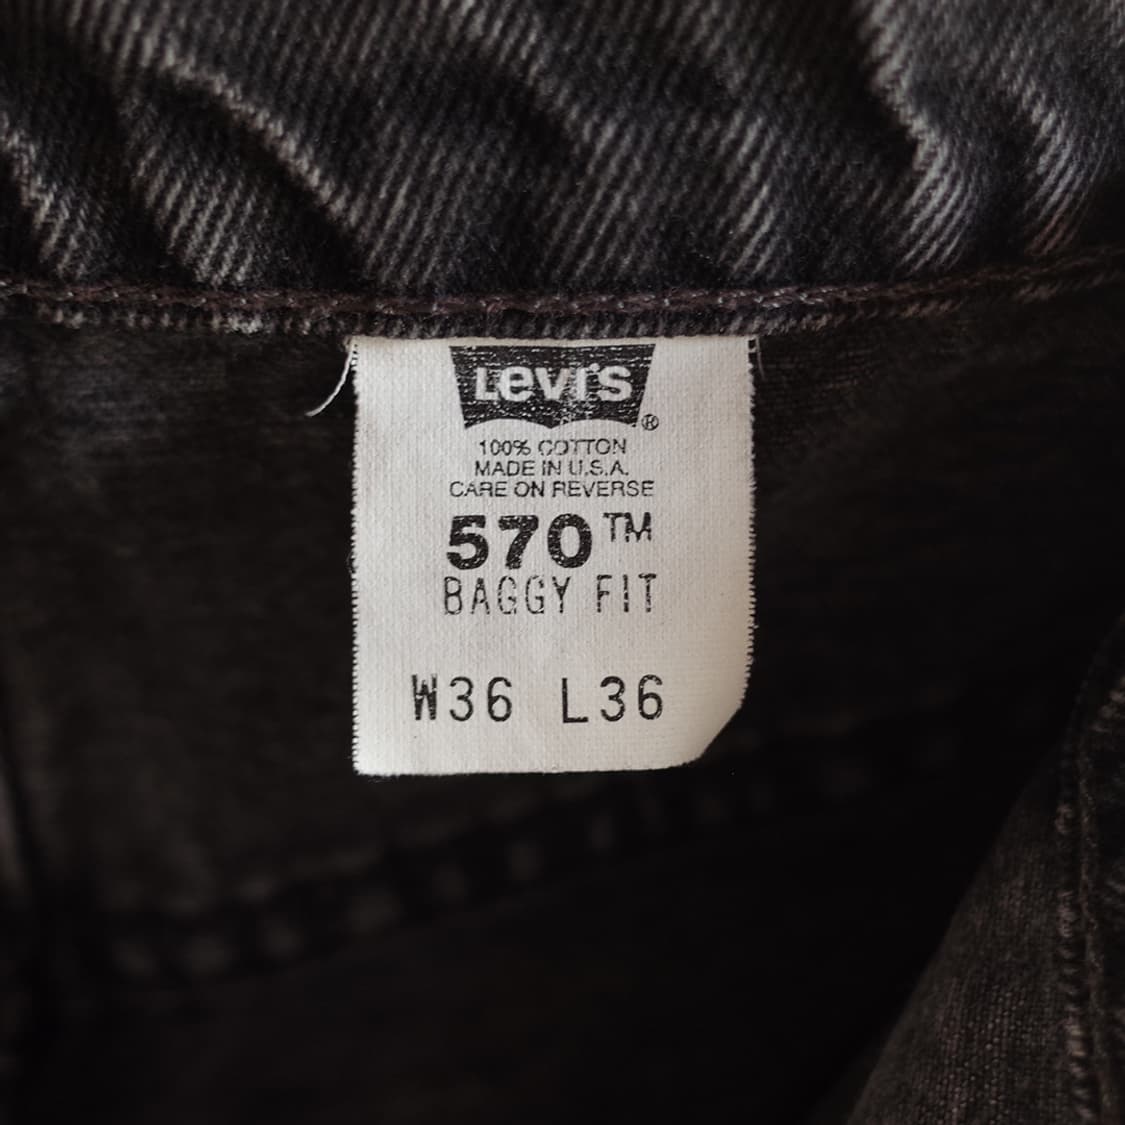 Levi's®
100% COTTON
MADE IN U.S.A.
CARE ON REVERSE
570™
BAGGY FIT
W36 L36